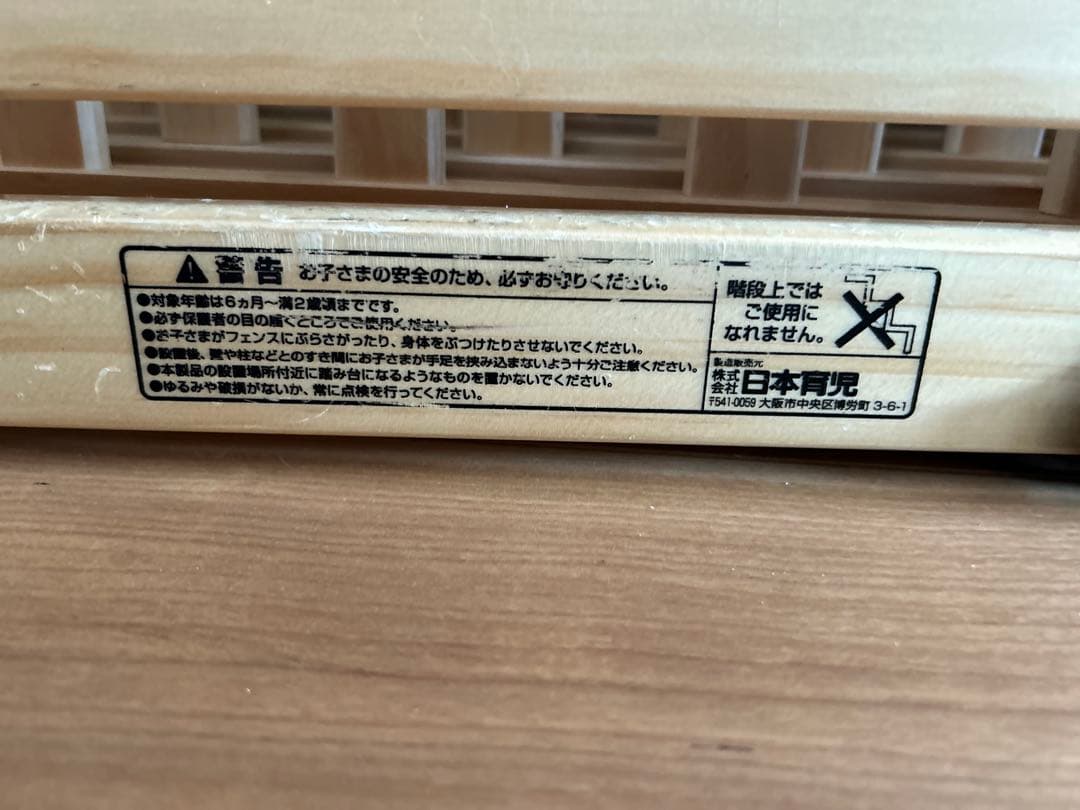 警告 お子さまの安全のため、必ずお守りください。
●対象年齢は6ヵ月〜満2歳頃までです。
●必ず保護者の目の届くところでご使用ください。
●お子さまがフェンスにぶらさがったり、身体をぶつけたりさせないでください。
●設置後、壁や柱などとのすき間にお子さまが手足を挟み込まないよう十分ご注意ください。
●本製品の設置場所付近に踏み台になるようなものを置かないでください。
●ゆるみや破損がないか、常に点検を行ってください。
階段上では
ご使用に
なれません。
製造販売元
株式会社 日本育児
〒541-0059 大阪市中央区博労町 3-6-1